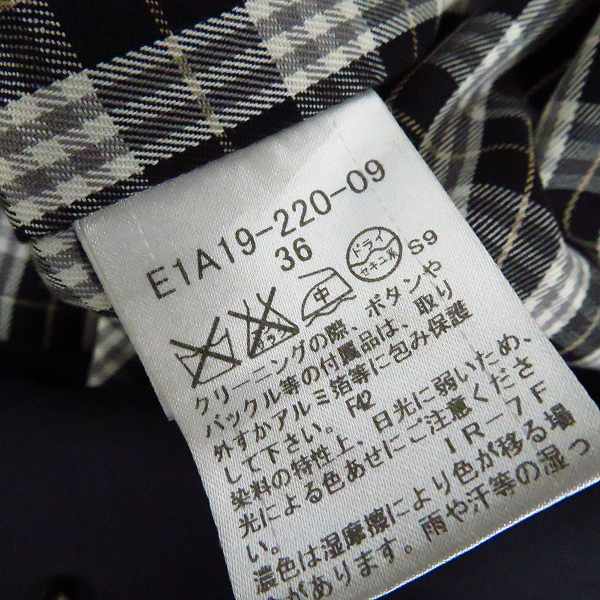 E1A19-220-09
36
中 ドライ セキユ系 S9
クリーニングの際、ボタンや
バックル等の付属品は、取り
外すかアルミ箔等に包み保護
して下さい。 F42
染料の特性上、日光に弱いため、
光による色あせにご注意くださ
い。 IR-7F
濃色は湿摩擦により色が移る場
があります。雨や汗等の湿っ